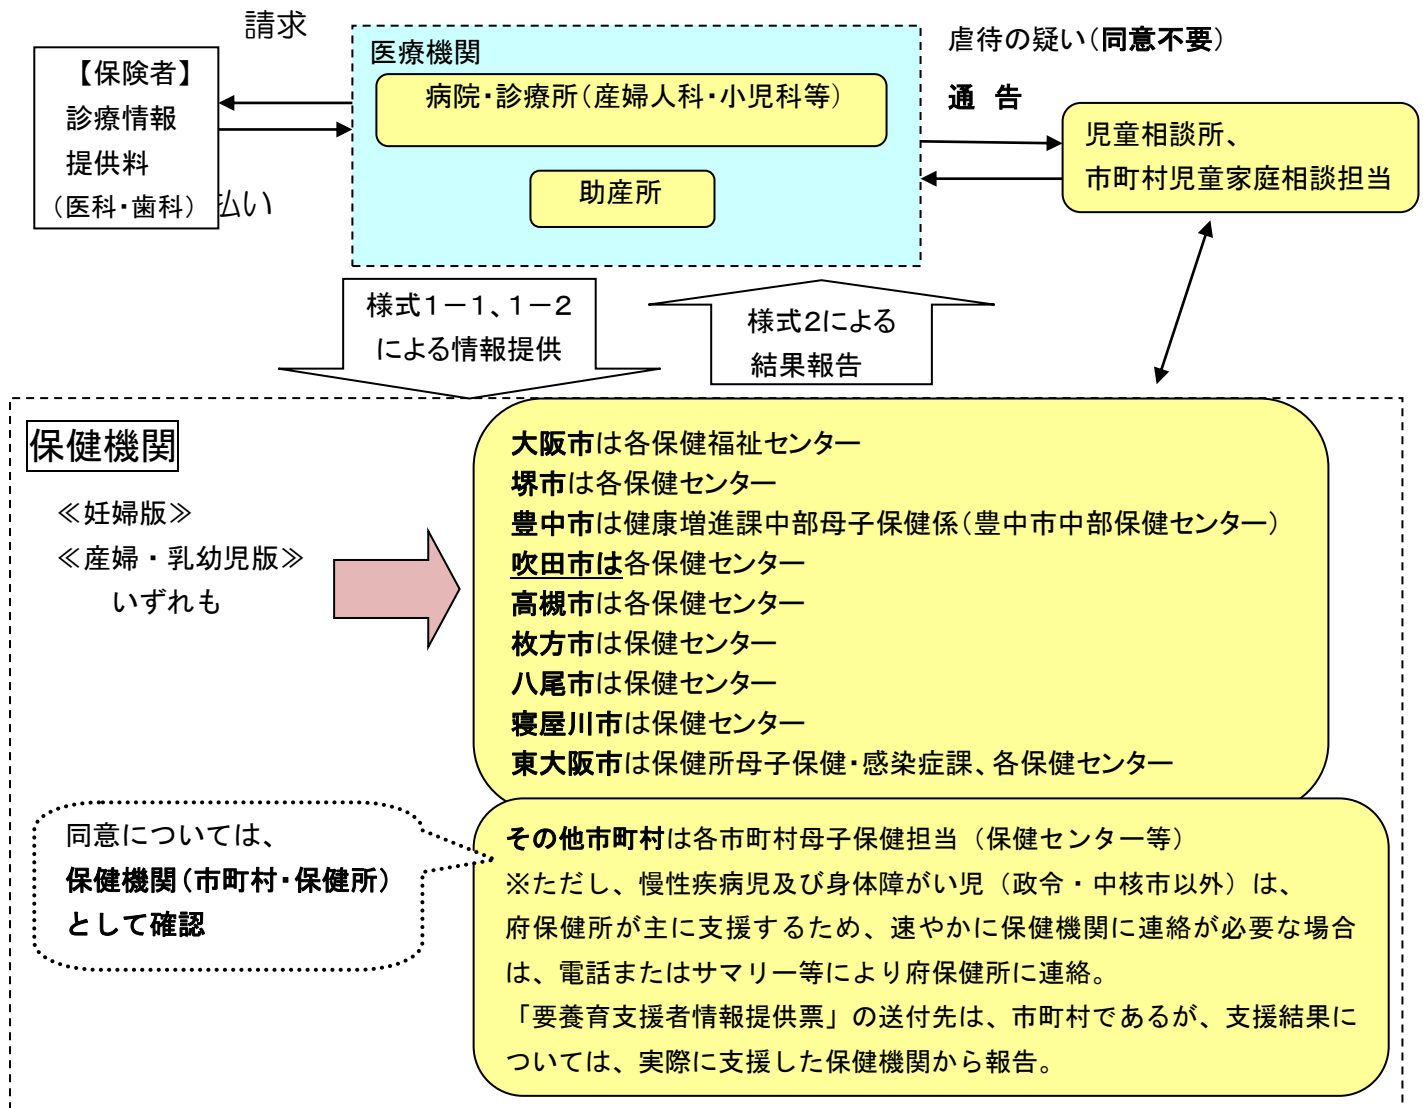 請求
【保険者】
診療情報
提供料
（医科・歯科）
払い
医療機関
病院・診療所（産婦人科・小児科等）
助産所
虐待の疑い（同意不要）
通 告
児童相談所、
市町村児童家庭相談担当
様式１－１、１－２
による情報提供
様式２による
結果報告
保健機関
≪妊婦版≫
≪産婦・乳幼児版≫
いずれも
大阪市は各保健福祉センター
堺市は各保健センター
豊中市は健康増進課中部母子保健係（豊中市中部保健センター）
吹田市は各保健センター
高槻市は各保健センター
枚方市は保健センター
八尾市は保健センター
寝屋川市は保健センター
東大阪市は保健所母子保健・感染症課、各保健センター
同意については、
保健機関（市町村・保健所）
として確認
その他市町村は各市町村母子保健担当（保健センター等）
※ただし、慢性疾病児及び身体障がい児（政令・中核市以外）は、
府保健所が主に支援するため、速やかに保健機関に連絡が必要な場合
は、電話またはサマリー等により府保健所に連絡。
「要養育支援者情報提供票」の送付先は、市町村であるが、支援結果に
ついては、実際に支援した保健機関から報告。